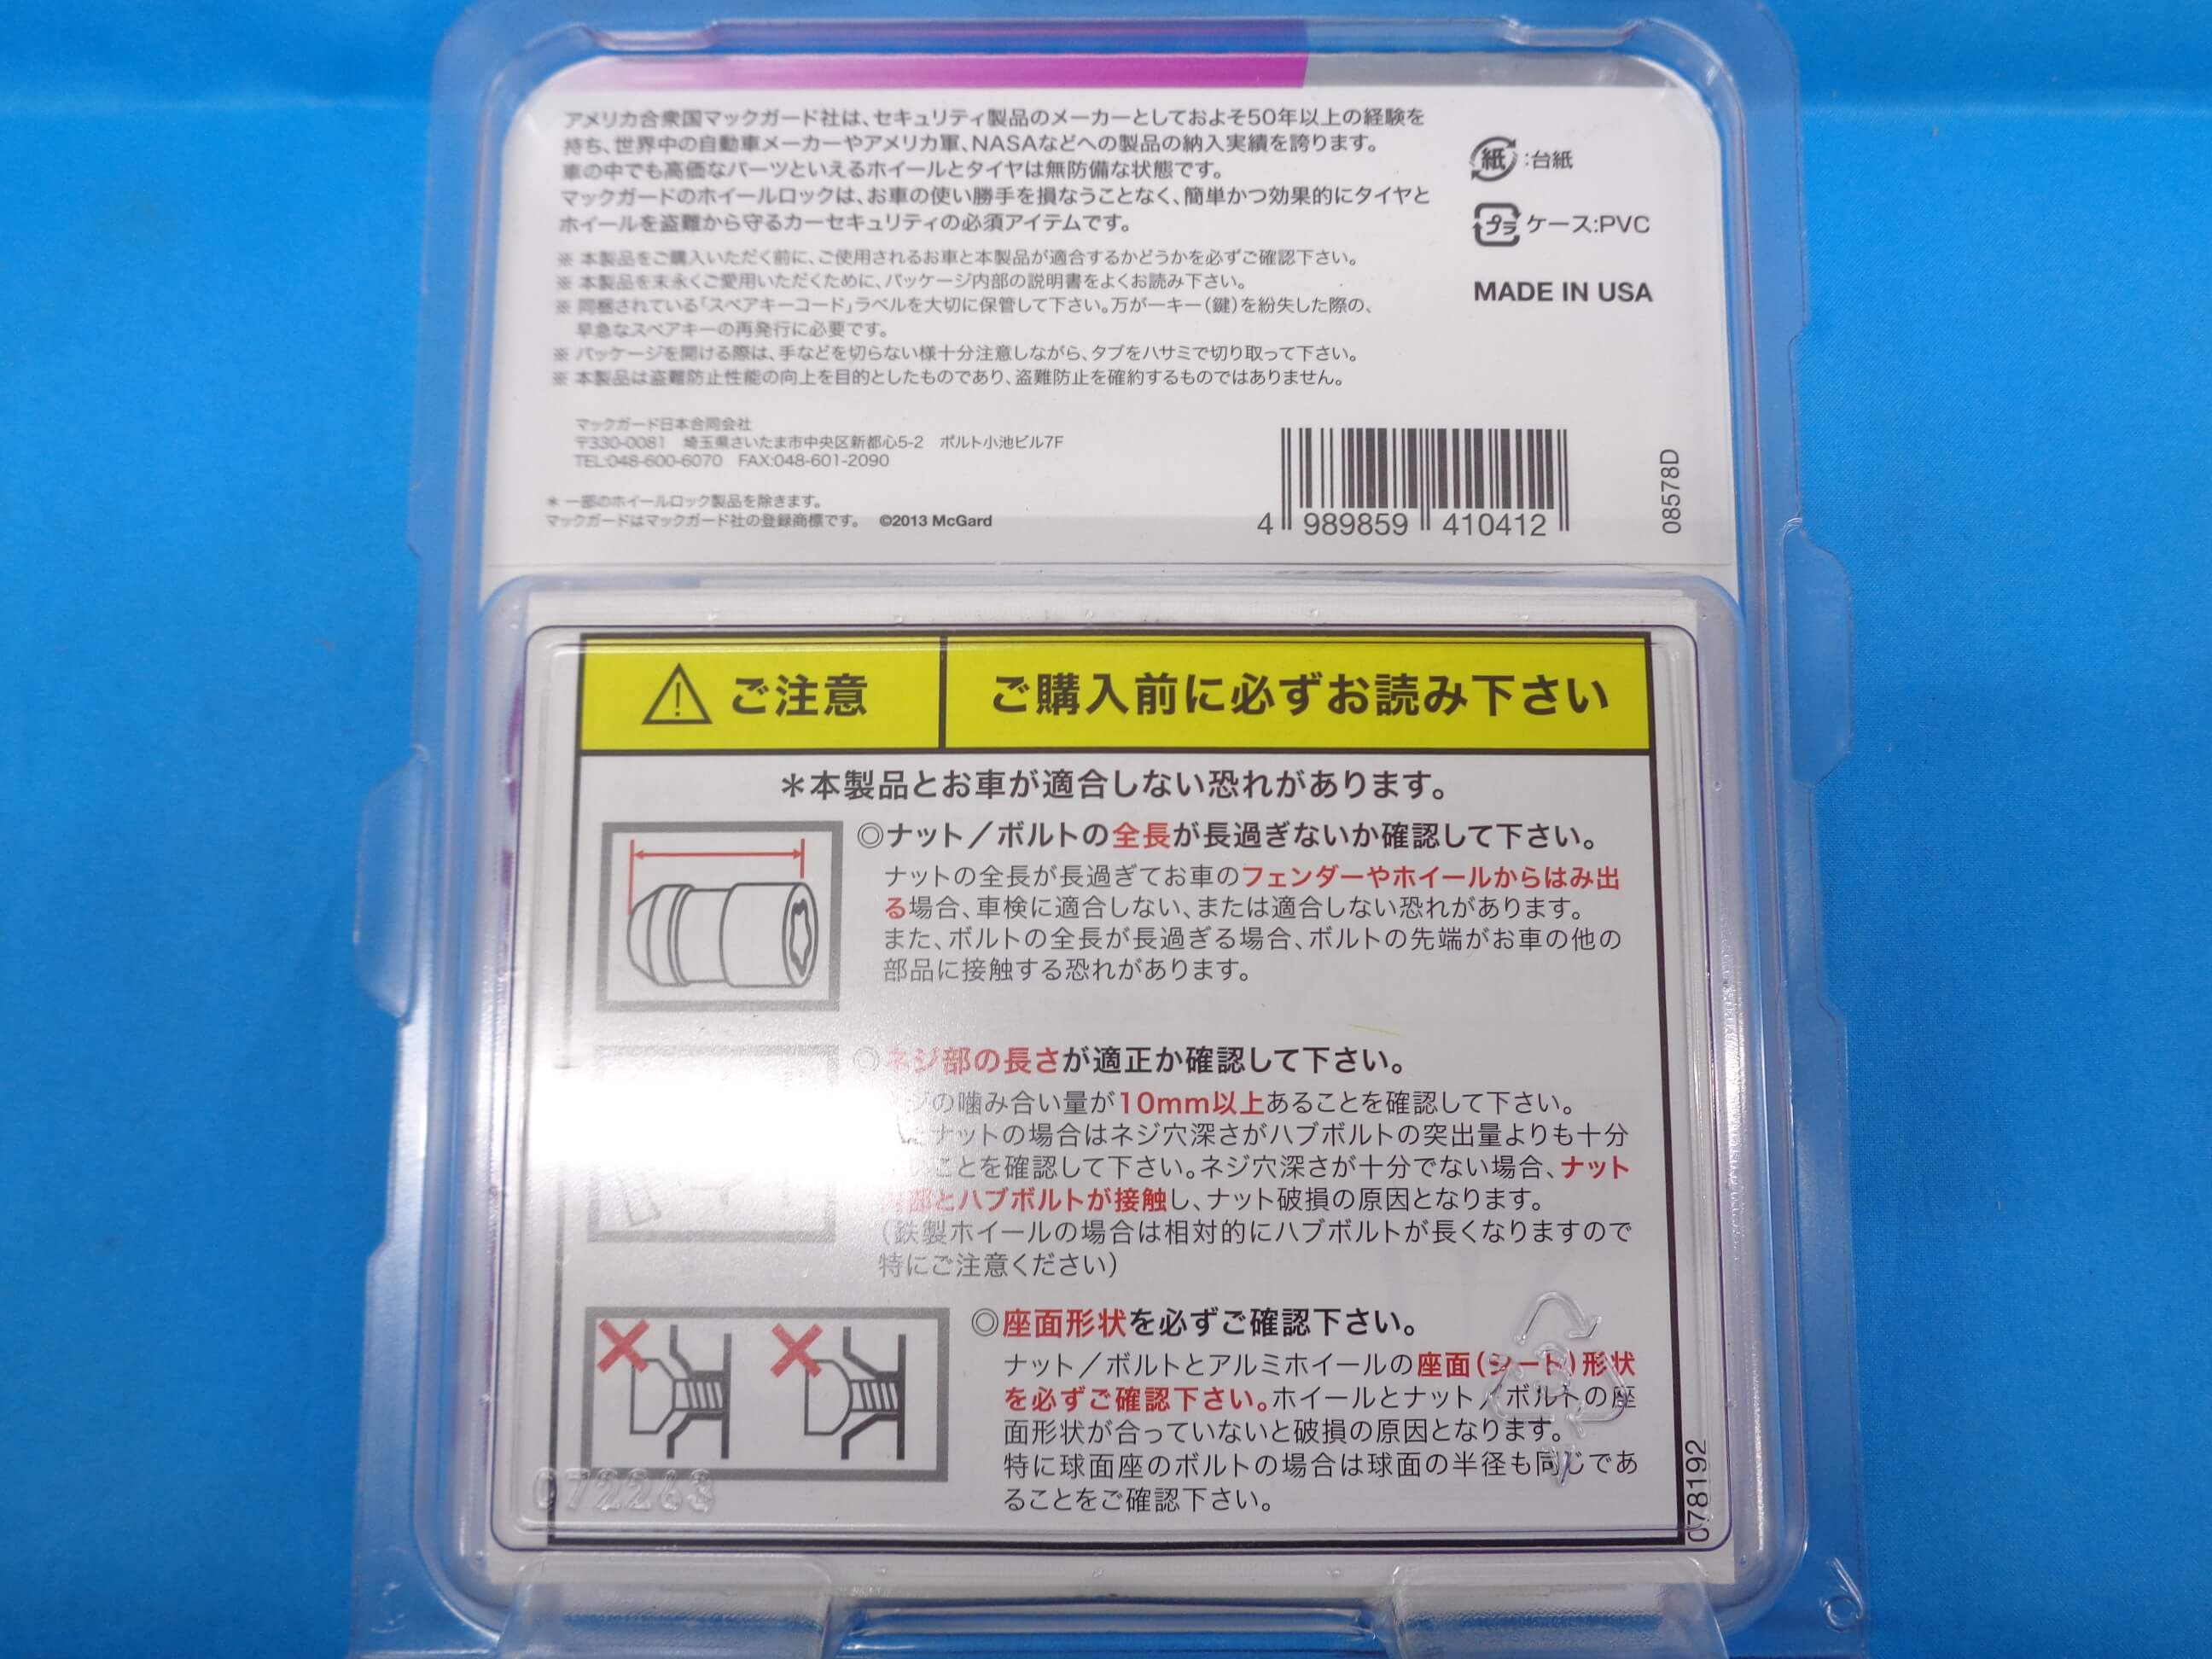 アメリカ合衆国マックガード社は、セキュリティ製品のメーカーとしておよそ50年以上の経験を
持ち、世界中の自動車メーカーやアメリカ軍、NASAなどへの製品の納入実績を誇ります。
車の中でも高価なパーツといえるホイールとタイヤは無防備な状態です。
マックガードのホイールロックは、お車の使い勝手を損なうことなく、簡単かつ効果的にタイヤと
ホイールを盗難から守るカーセキュリティの必須アイテムです。
※ 本製品をご購入いただく前に、ご使用されるお車と本製品が適合するかどうかを必ずご確認下さい。
※ 本製品を末永くご愛用いただくために、パッケージ内部の説明書をよくお読み下さい。
※ 同梱されている「スペアキーコード」ラベルを大切に保管して下さい。万が一キー(鍵)を紛失した際の、
早急なスペアキーの再発行に必要です。
※ パッケージを開ける際は、手などを切らない様十分注意しながら、タブをハサミで切り取って下さい。
※ 本製品は盗難防止性能の向上を目的としたものであり、盗難防止を確約するものではありません。
マックガード日本合同会社
〒330-0081 埼玉県さいたま市中央区新都心5-2 ポルト小池ビル7F
TEL:048-600-6070 FAX:048-601-2090
＊ 一部のホイールロック製品を除きます。
マックガードはマックガード社の登録商標です。 ©2013 McGard
紙 :台紙
プラ ケース:PVC
MADE IN USA
4 989859 410412
08578D
ご注意
ご購入前に必ずお読み下さい
＊本製品とお車が適合しない恐れがあります。
◎ナット／ボルトの全長が長過ぎないか確認して下さい。
ナットの全長が長過ぎてお車のフェンダーやホイールからはみ出
る場合、車検に適合しない、または適合しない恐れがあります。
また、ボルトの全長が長過ぎる場合、ボルトの先端がお車の他の
部品に接触する恐れがあります。
◎ネジ部の長さが適正か確認して下さい。
ジの噛み合い量が10mm以上あることを確認して下さい。
ナットの場合はネジ穴深さがハブボルトの突出量よりも十分
いことを確認して下さい。ネジ穴深さが十分でない場合、ナット
部とハブボルトが接触し、ナット破損の原因となります。
(鉄製ホイールの場合は相対的にハブボルトが長くなりますので
特にご注意ください)
◎座面形状を必ずご確認下さい。
ナット／ボルトとアルミホイールの座面(シート)形状
を必ずご確認下さい。ホイールとナット／ボルトの座
面形状が合っていないと破損の原因となります。
特に球面座のボルトの場合は球面の半径も同じであ
ることをご確認下さい。
072263
078192